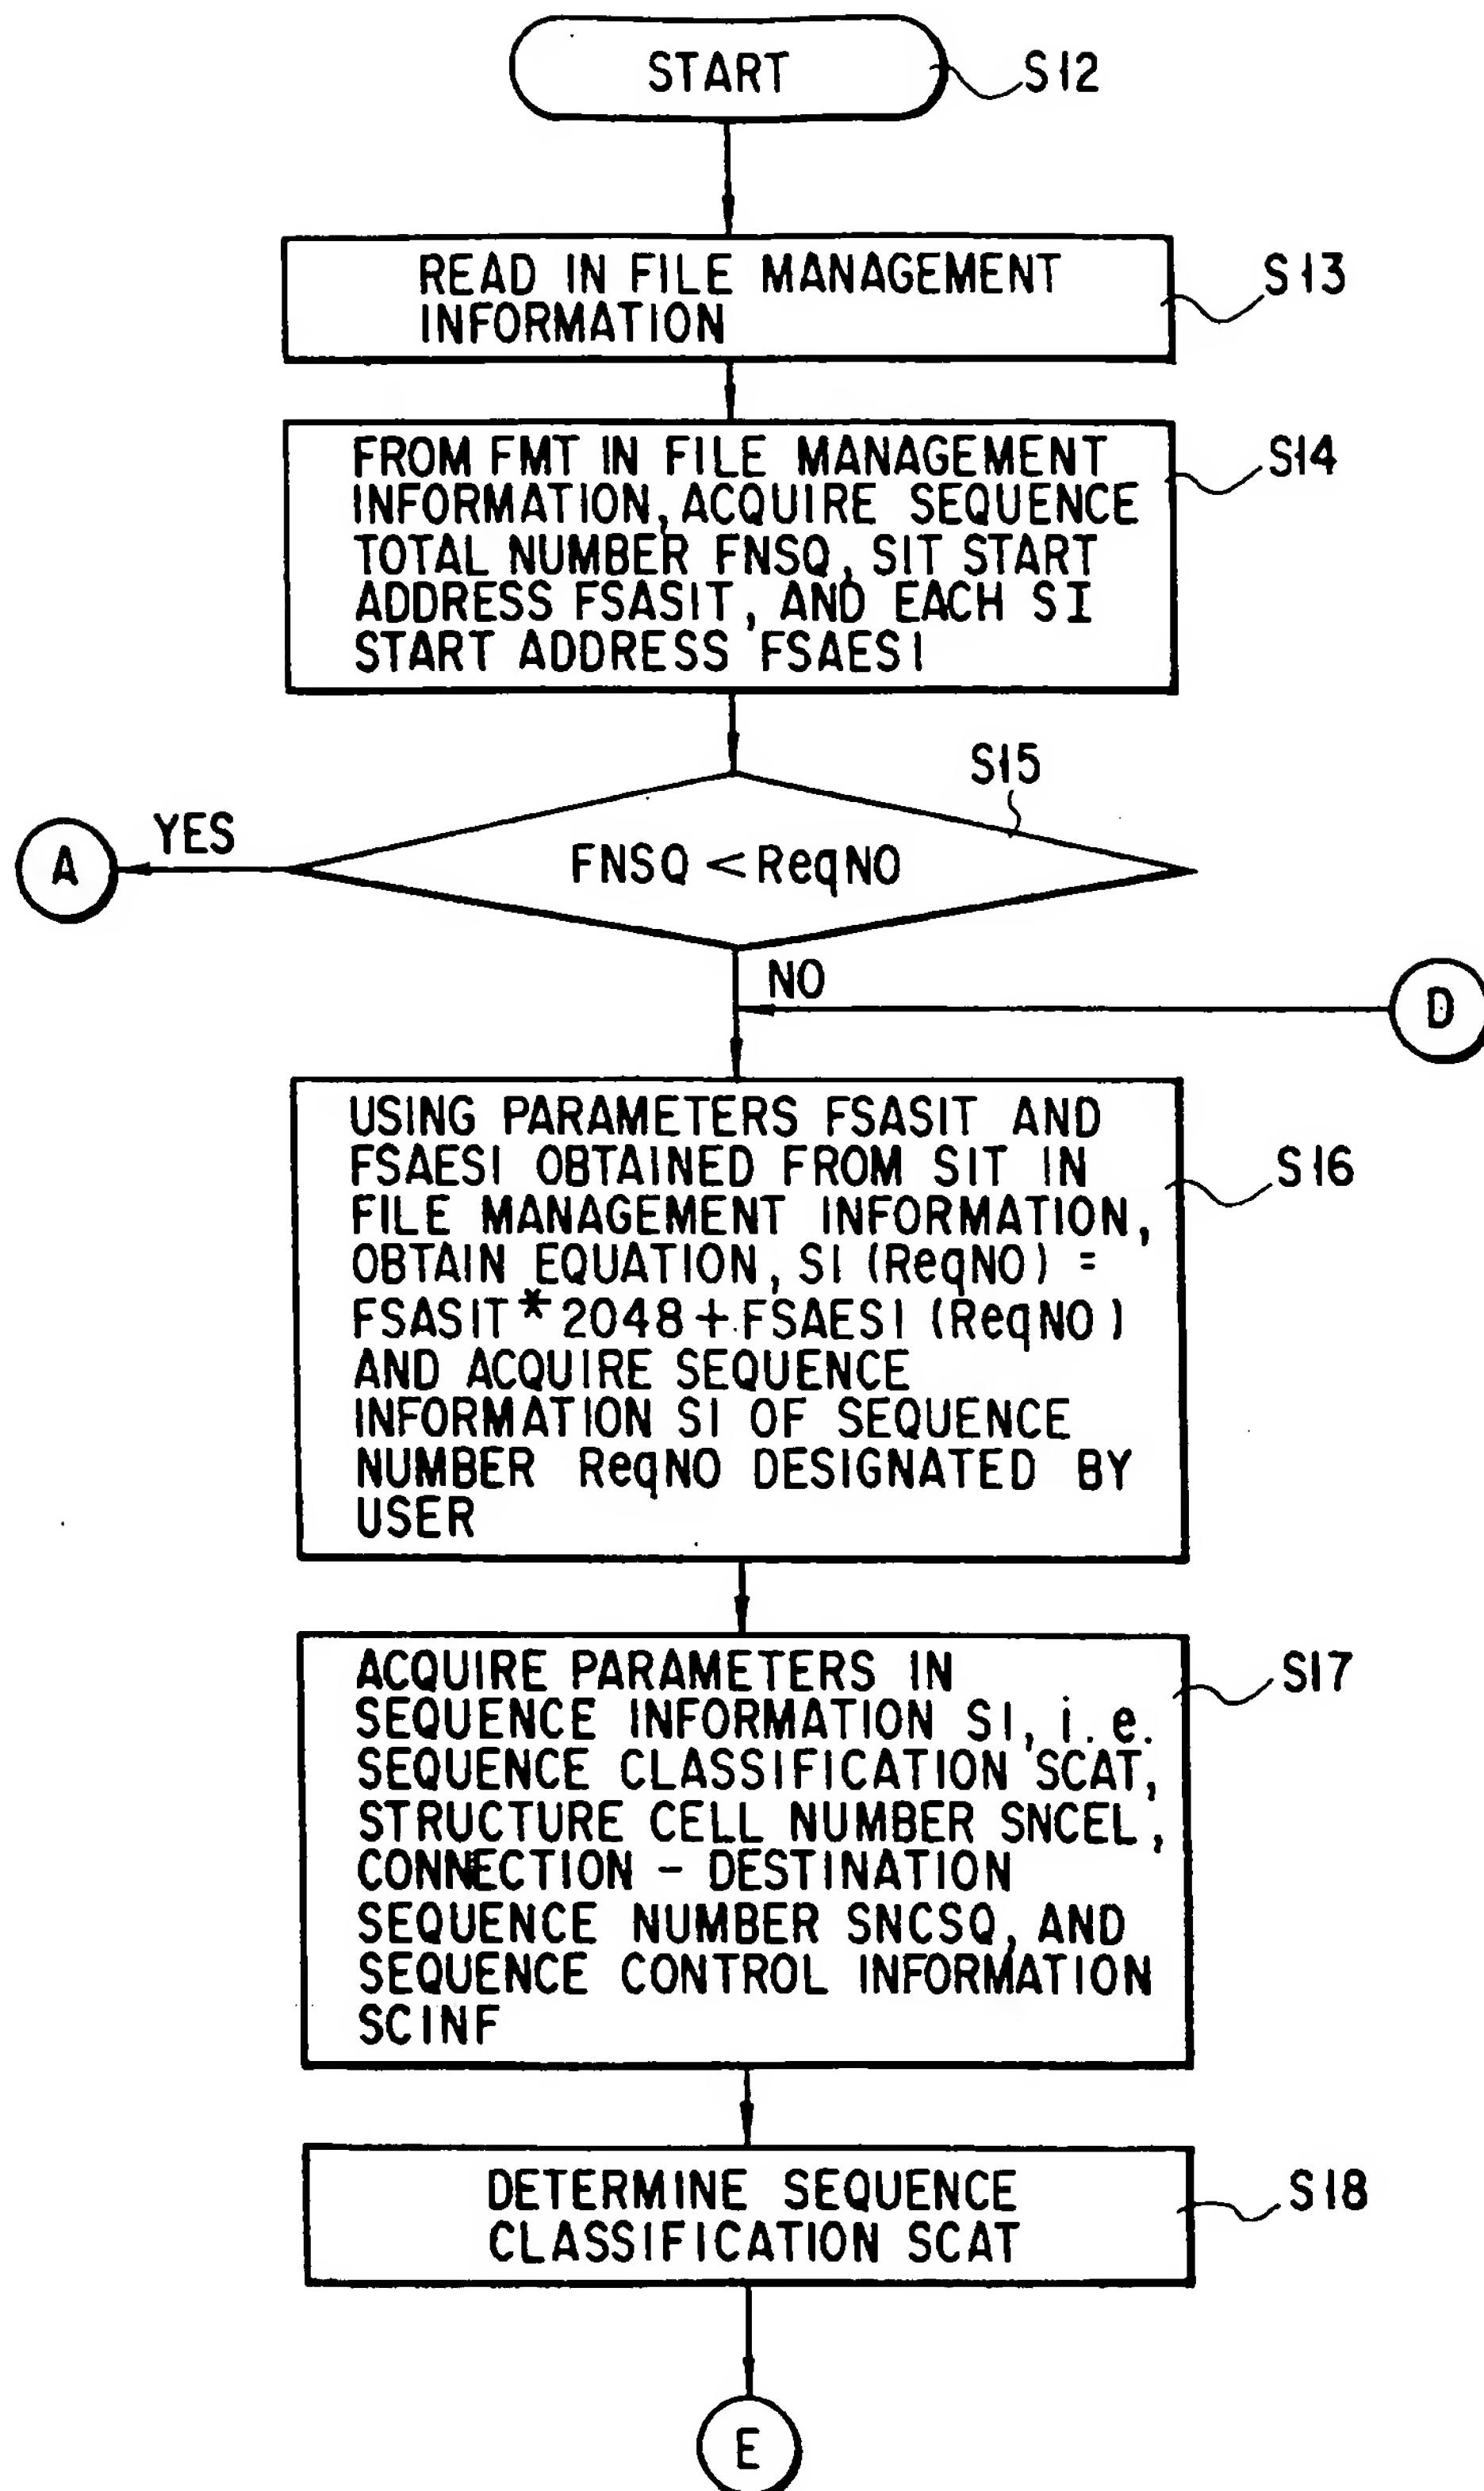 START
S12
READ IN FILE MANAGEMENT
INFORMATION
S13
FROM FMT IN FILE MANAGEMENT
INFORMATION, ACQUIRE SEQUENCE
TOTAL NUMBER FNSQ, SIT START
ADDRESS FSASIT, AND EACH SI
START ADDRESS FSAESI
S14
S15
YES
A
FNSQ < ReqNO
NO
D
USING PARAMETERS FSASIT AND
FSAESI OBTAINED FROM SIT IN
FILE MANAGEMENT INFORMATION,
OBTAIN EQUATION, SI (ReqNO) =
FSASIT * 2048 + FSAESI (ReqNO)
AND ACQUIRE SEQUENCE
INFORMATION SI OF SEQUENCE
NUMBER ReqNO DESIGNATED BY
USER
S16
ACQUIRE PARAMETERS IN
SEQUENCE INFORMATION SI, i.e.
SEQUENCE CLASSIFICATION SCAT,
STRUCTURE CELL NUMBER SNCEL,
CONNECTION - DESTINATION
SEQUENCE NUMBER SNCSQ, AND
SEQUENCE CONTROL INFORMATION
SCINF
S17
DETERMINE SEQUENCE
CLASSIFICATION SCAT
S18
E